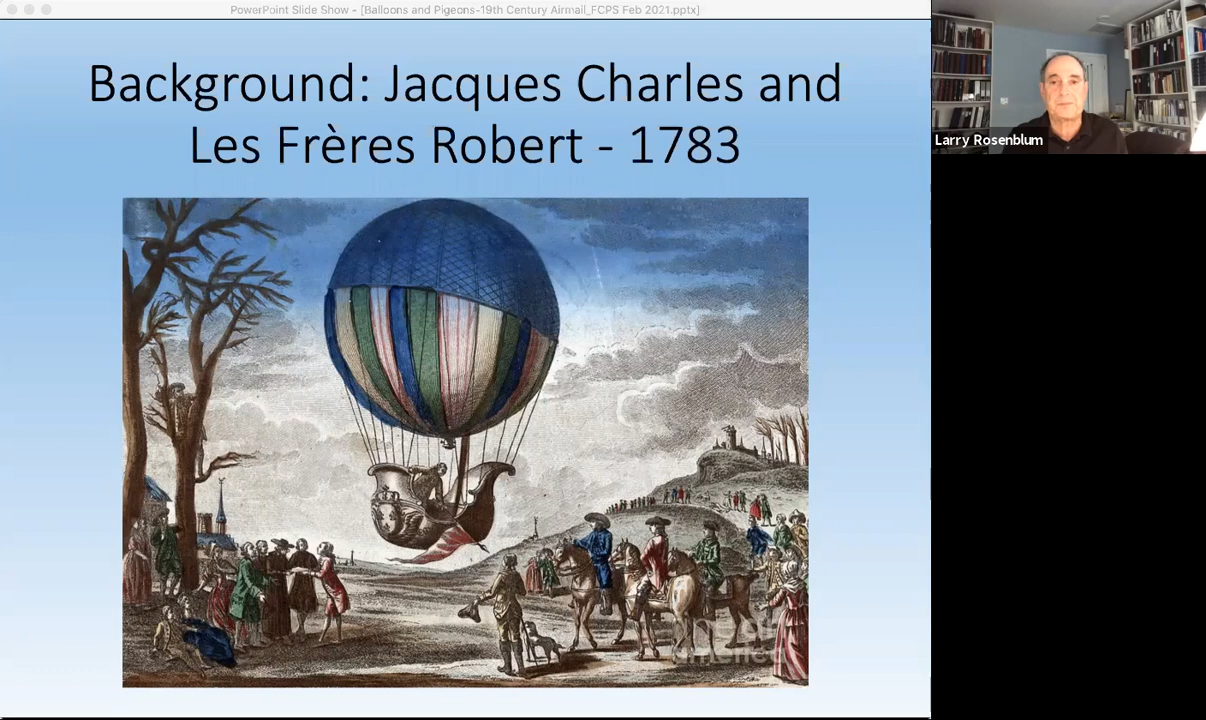 PowerPoint Slide Show - [Balloons and Pigeons-19th Century Airmail_FCPS Feb 2021.pptx]
Background: Jacques Charles and
Les Frères Robert - 1783
Larry Rosenblum